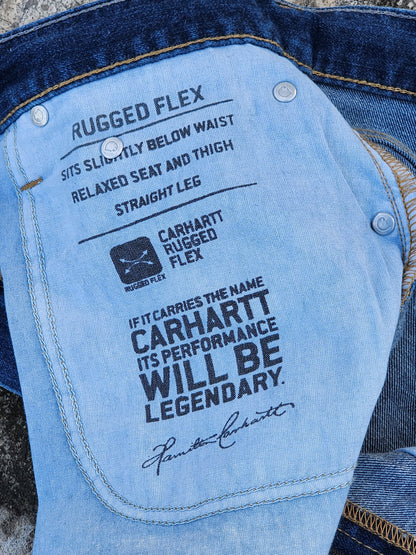 RUGGED FLEX
SITS SLIGHTLY BELOW WAIST
RELAXED SEAT AND THIGH
STRAIGHT LEG
CARHARTT
RUGGED
FLEX
RUGGED FLEX
IF IT CARRIES THE NAME
CARHARTT
ITS PERFORMANCE
WILL BE
LEGENDARY.
Hamilton Carhartt